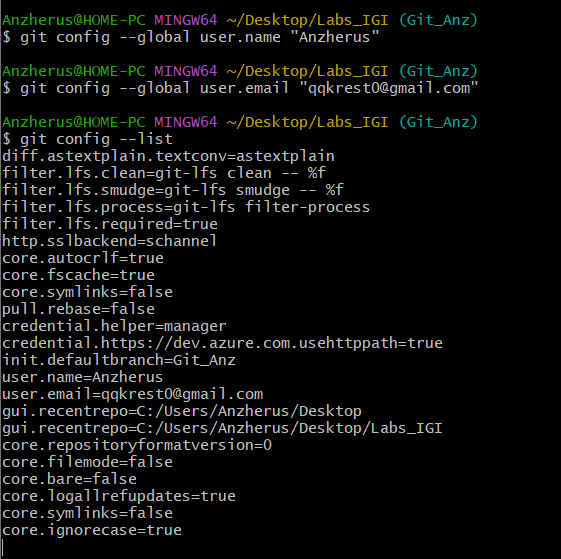 Anzherus@HOME-PC MINGW64 ~/Desktop/Labs_IGI (Git_Anz)
$ git config --global user.name "Anzherus"
Anzherus@HOME-PC MINGW64 ~/Desktop/Labs_IGI (Git_Anz)
$ git config --global user.email "qqkrest0@gmail.com"
Anzherus@HOME-PC MINGW64 ~/Desktop/Labs_IGI (Git_Anz)
$ git config --list
diff.astextplain.textconv=astextplain
filter.lfs.clean=git-lfs clean -- %f
filter.lfs.smudge=git-lfs smudge -- %f
filter.lfs.process=git-lfs filter-process
filter.lfs.required=true
http.sslbackend=schannel
core.autocrlf=true
core.fscache=true
core.symlinks=false
pull.rebase=false
credential.helper=manager
credential.https://dev.azure.com.usehttppath=true
init.defaultbranch=Git_Anz
user.name=Anzherus
user.email=qqkrest0@gmail.com
gui.recentrepo=C:/Users/Anzherus/Desktop
gui.recentrepo=C:/Users/Anzherus/Desktop/Labs_IGI
core.repositoryformatversion=0
core.filemode=false
core.bare=false
core.logallrefupdates=true
core.symlinks=false
core.ignorecase=true